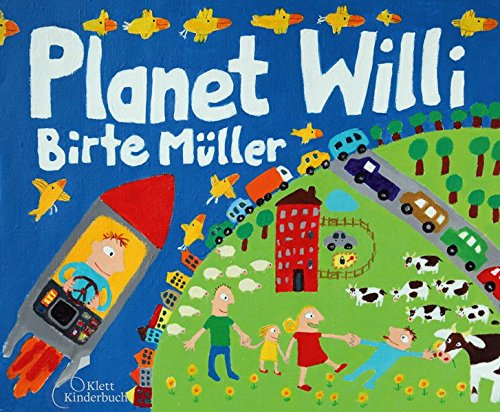 Planet Willi
Birte Müller
Klett
Kinderbuch